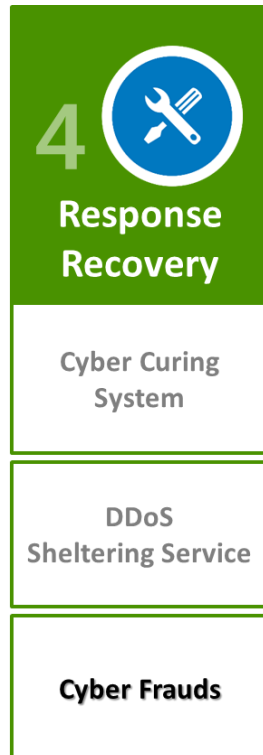 4
Response
Recovery
Cyber Curing
System
DDoS
Sheltering Service
Cyber Frauds